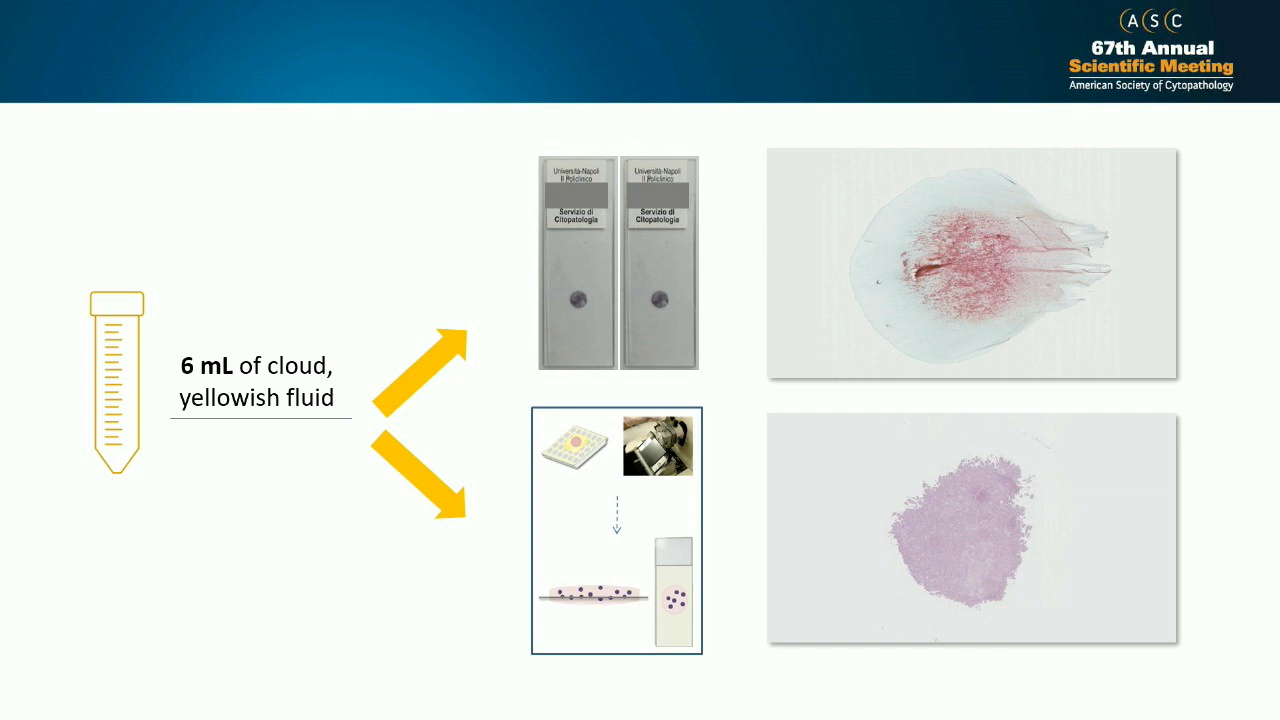 (A(S(C
67th Annual
Scientific Meeting
American Society of Cytopathology
Università-Napoli
II Policlinico
Servizio di
Citopatologia
Università-Napoli
II Policlinico
Servizio di
Citopatologia
6 mL of cloud,
yellowish fluid